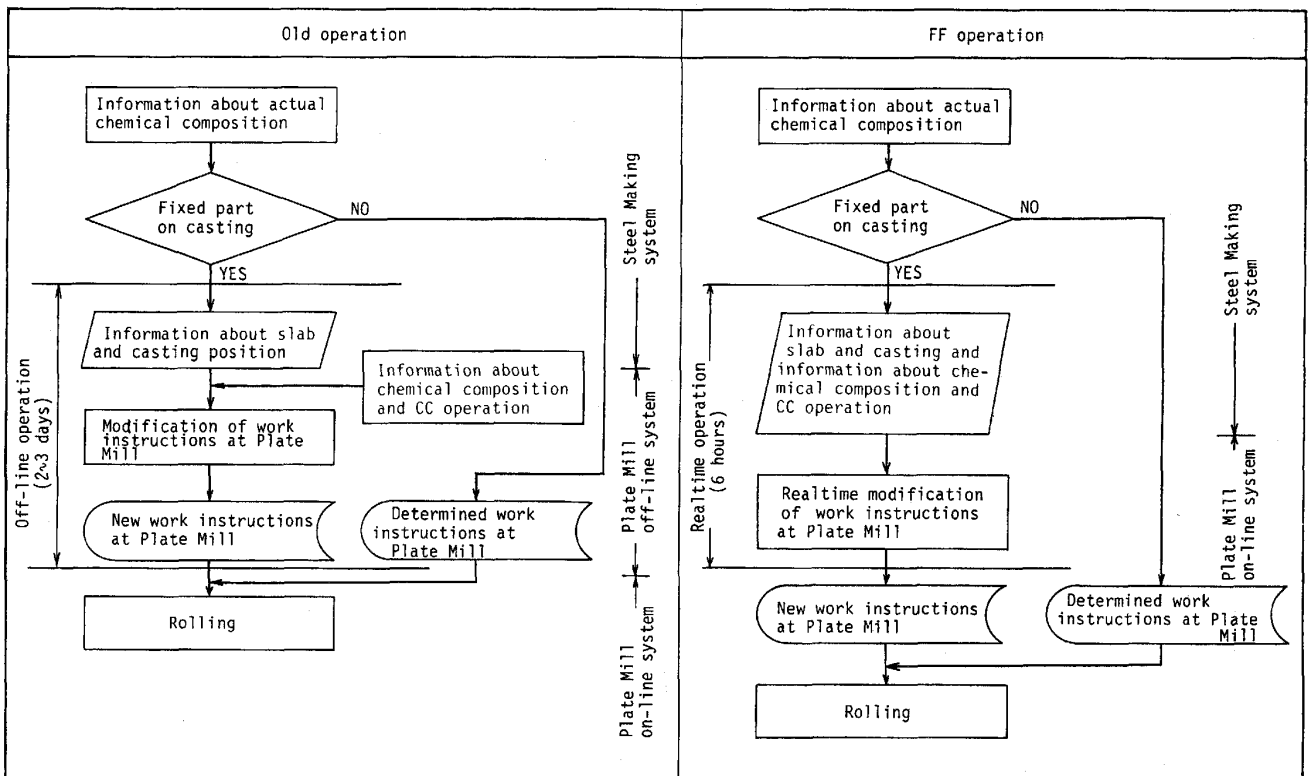 Old operation
Information about actual
chemical composition
Fixed part
on casting
NO
YES
Information about slab
and casting position
Information about
chemical composition
and CC operation
Modification of work
instructions at Plate
Mill
New work instructions
at Plate Mill
Determined work
instructions at
Plate Mill
Rolling
Off-line operation
(2~3 days)
Steel Making
system
Plate Mill
off-line system
Plate Mill
on-line system
FF operation
Information about actual
chemical composition
Fixed part
on casting
NO
YES
Information about
slab and casting and
information about che-
mical composition and
CC operation
Realtime modification
of work instructions
at Plate Mill
New work instructions
at Plate Mill
Determined work
instructions at Plate
Mill
Rolling
Realtime operation
(6 hours)
Steel Making
system
Plate Mill
on-line system